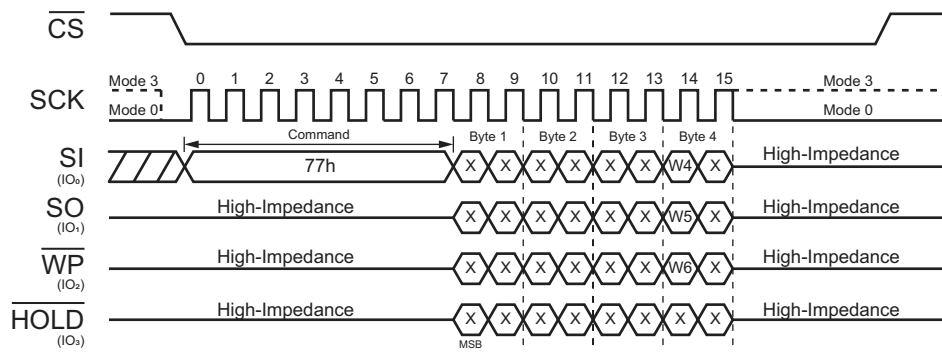 CS
Mode 3 0 1 2 3 4 5 6 7 8 9 10 11 12 13 14 15 Mode 3
SCK
Mode 0 Mode 0
Command Byte 1 Byte 2 Byte 3 Byte 4
SI 77h X X X X X X W4 X High-Impedance
(IO₀)
SO High-Impedance X X X X X X W5 X High-Impedance
(IO₁)
WP High-Impedance X X X X X X W6 X High-Impedance
(IO₂)
HOLD High-Impedance X X X X X X X X High-Impedance
(IO₃)
MSB